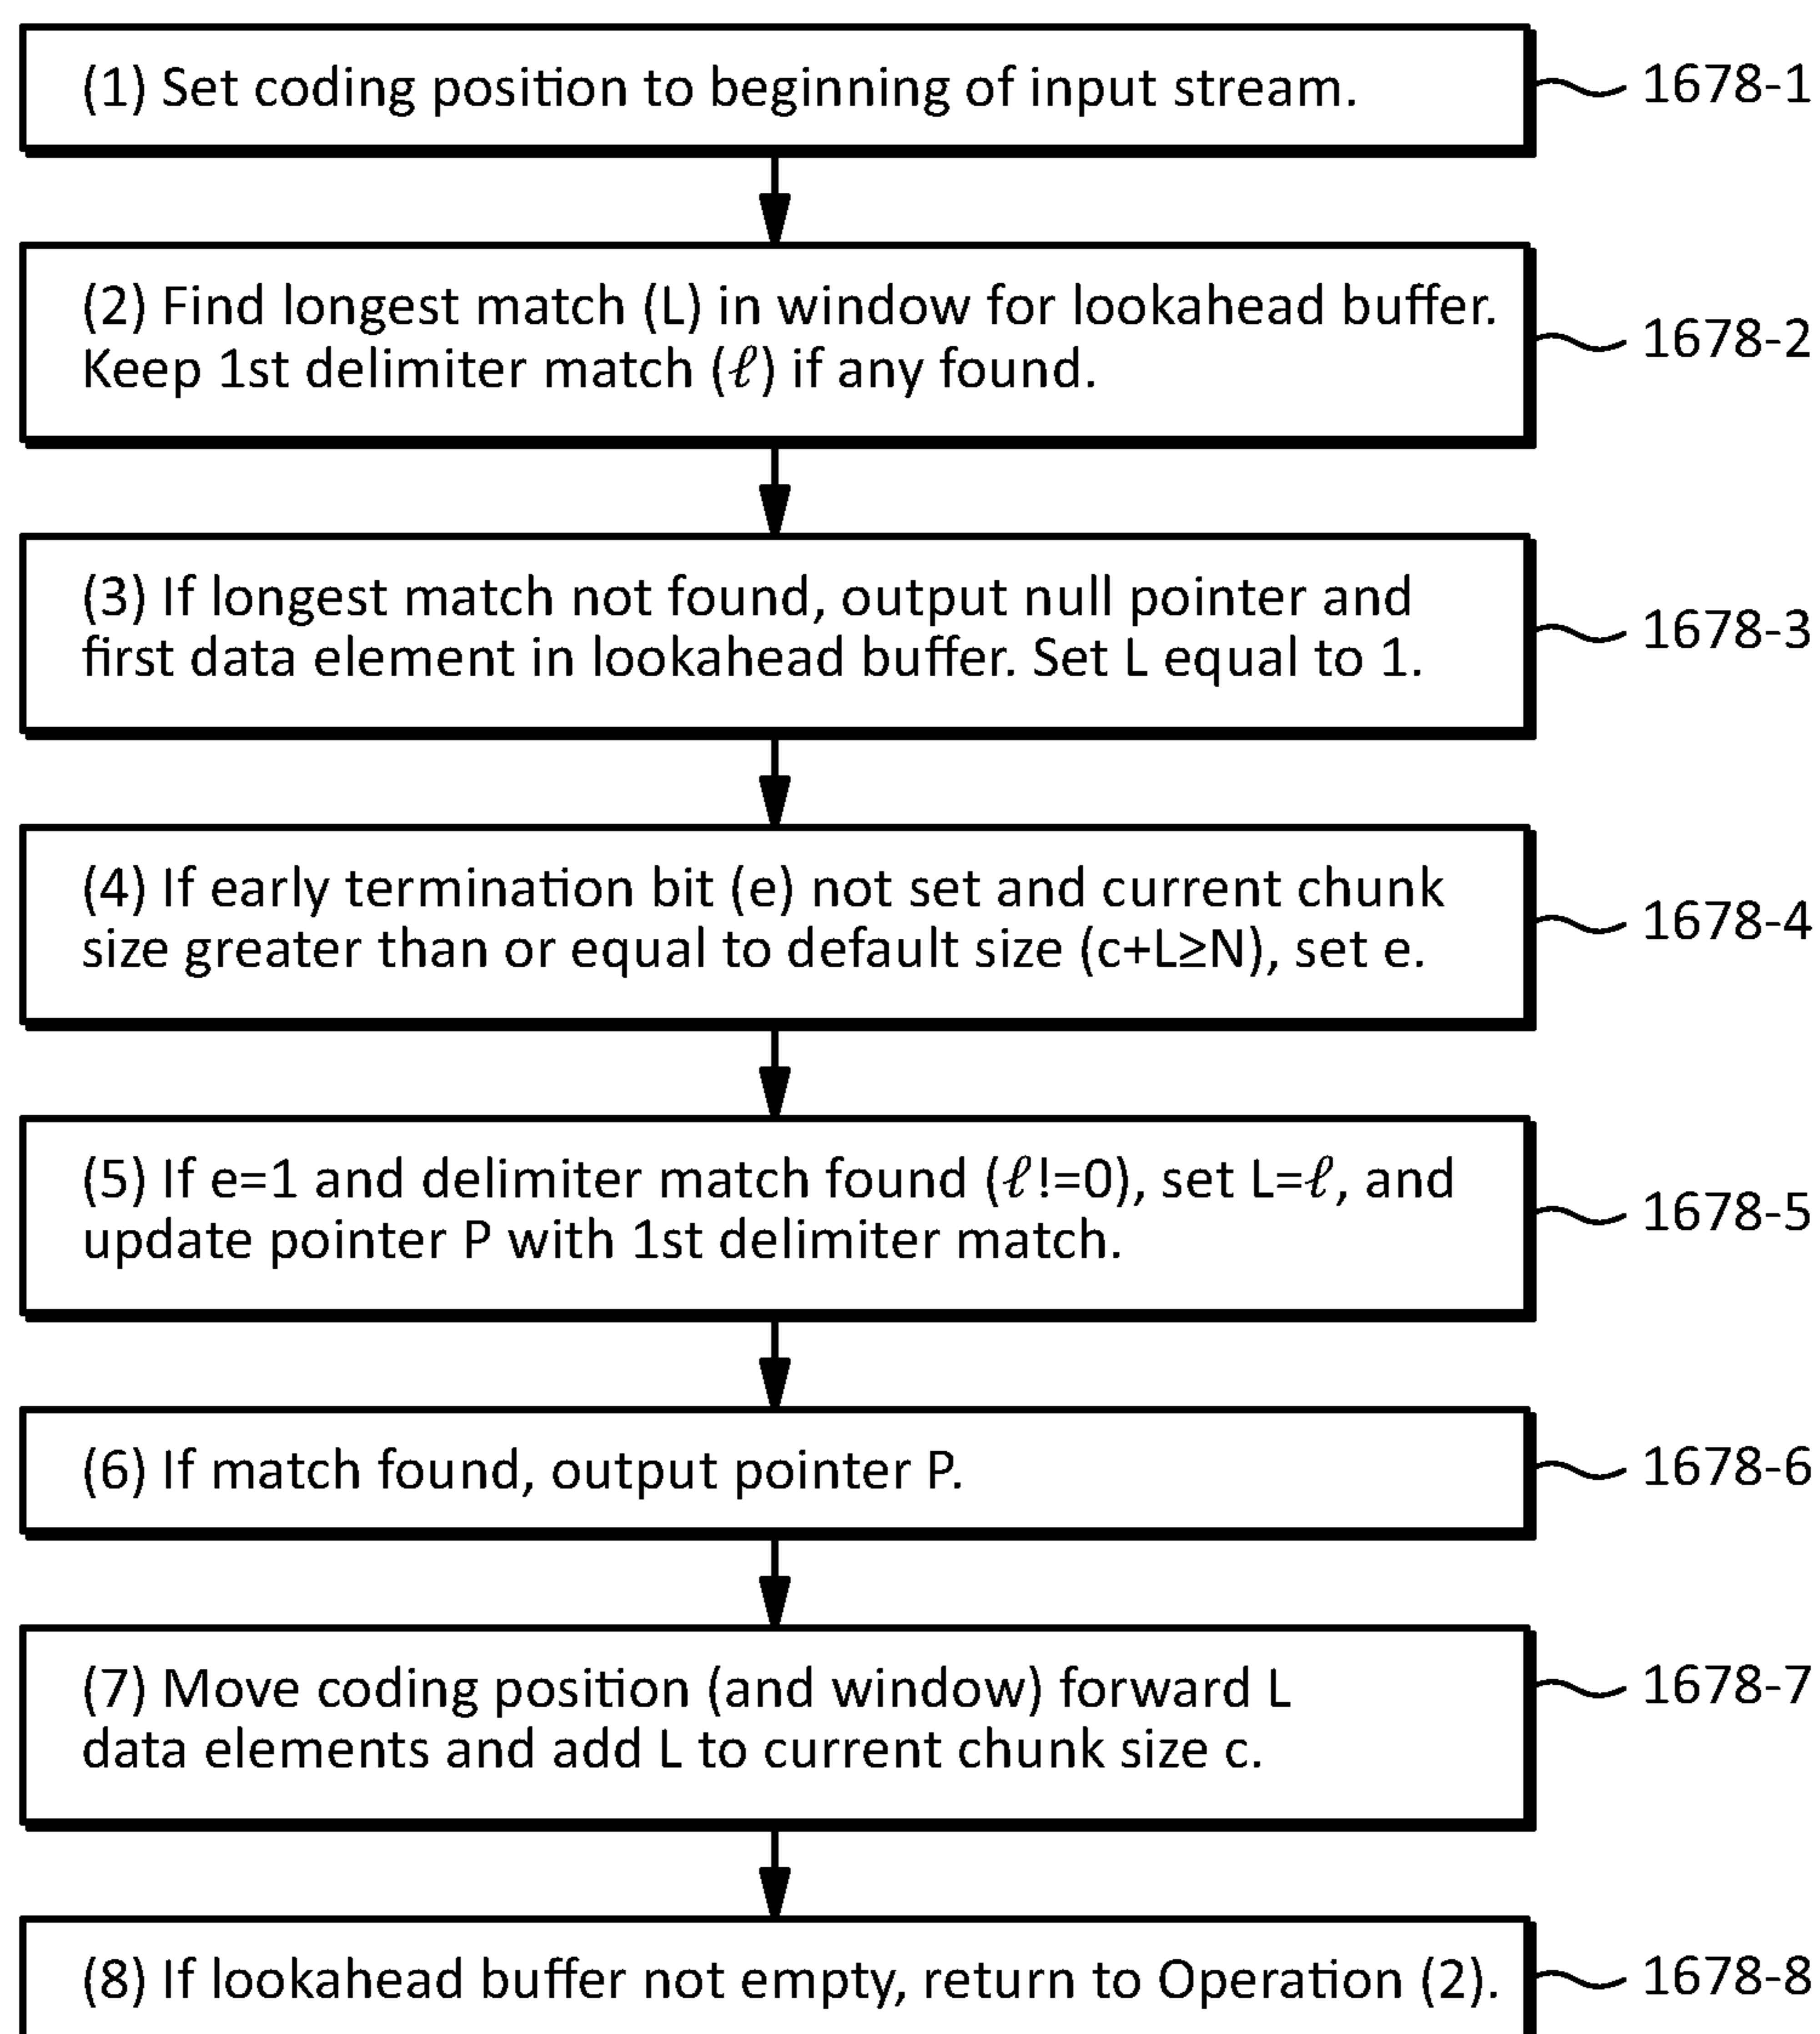 (1) Set coding position to beginning of input stream.
1678-1
(2) Find longest match (L) in window for lookahead buffer.
Keep 1st delimiter match (ℓ) if any found.
1678-2
(3) If longest match not found, output null pointer and
first data element in lookahead buffer. Set L equal to 1.
1678-3
(4) If early termination bit (e) not set and current chunk
size greater than or equal to default size (c+L≥N), set e.
1678-4
(5) If e=1 and delimiter match found (ℓ!=0), set L=ℓ, and
update pointer P with 1st delimiter match.
1678-5
(6) If match found, output pointer P.
1678-6
(7) Move coding position (and window) forward L
data elements and add L to current chunk size c.
1678-7
(8) If lookahead buffer not empty, return to Operation (2).
1678-8